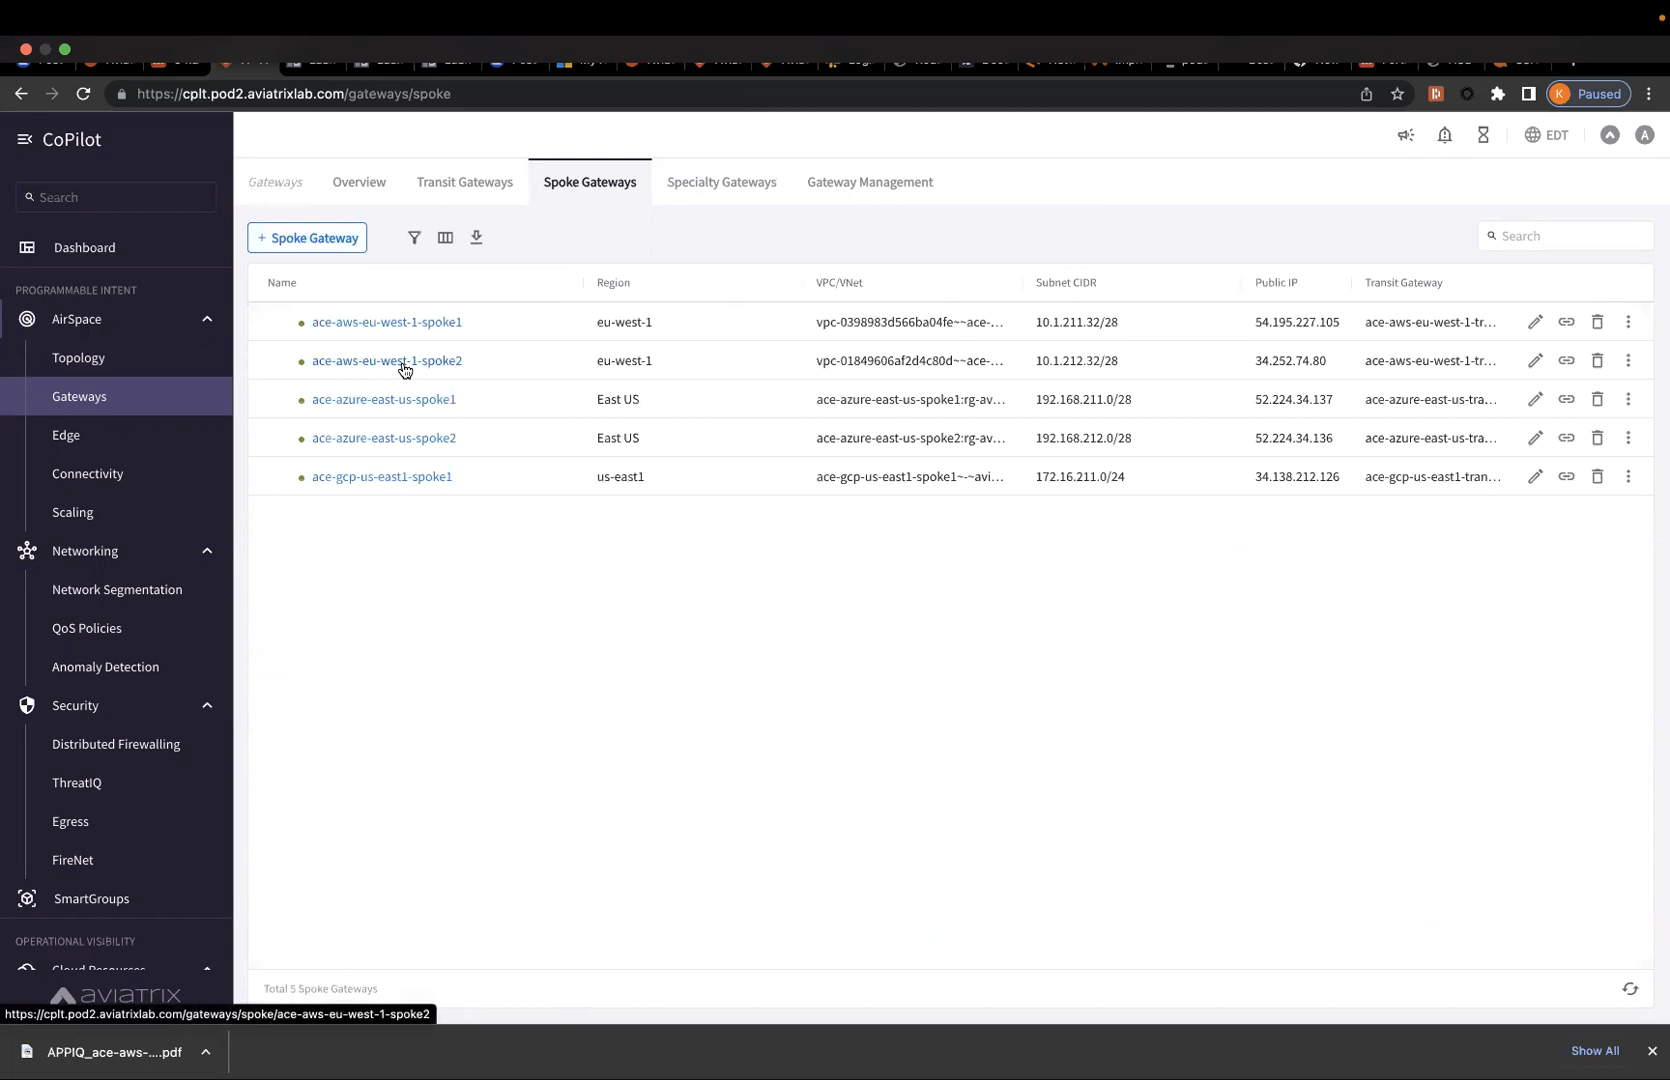 https://cplt.pod2.aviatrixlab.com/gateways/spoke
K Paused
CoPilot
EDT
A
Search
Gateways Overview Transit Gateways Spoke Gateways Specialty Gateways Gateway Management
+ Spoke Gateway
Search
Dashboard
PROGRAMMABLE INTENT
AirSpace
Topology
Gateways
Edge
Connectivity
Scaling
Networking
Network Segmentation
QoS Policies
Anomaly Detection
Security
Distributed Firewalling
ThreatIQ
Egress
FireNet
SmartGroups
OPERATIONAL VISIBILITY
Cloud Resources
aviatrix
Name Region VPC/VNet Subnet CIDR Public IP Transit Gateway
ace-aws-eu-west-1-spoke1 eu-west-1 vpc-0398983d566ba04fe~~ace-... 10.1.211.32/28 54.195.227.105 ace-aws-eu-west-1-tr...
ace-aws-eu-west-1-spoke2 eu-west-1 vpc-01849606af2d4c80d~~ace-... 10.1.212.32/28 34.252.74.80 ace-aws-eu-west-1-tr...
ace-azure-east-us-spoke1 East US ace-azure-east-us-spoke1:rg-av... 192.168.211.0/28 52.224.34.137 ace-azure-east-us-tra...
ace-azure-east-us-spoke2 East US ace-azure-east-us-spoke2:rg-av... 192.168.212.0/28 52.224.34.136 ace-azure-east-us-tra...
ace-gcp-us-east1-spoke1 us-east1 ace-gcp-us-east1-spoke1~-~avi... 172.16.211.0/24 34.138.212.126 ace-gcp-us-east1-tran...
Total 5 Spoke Gateways
https://cplt.pod2.aviatrixlab.com/gateways/spoke/ace-aws-eu-west-1-spoke2
APPIQ_ace-aws-....pdf
Show All